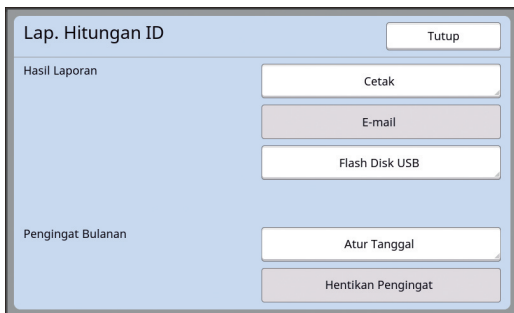 Lap. Hitungan ID
Tutup
Hasil Laporan
Cetak
E-mail
Flash Disk USB
Pengingat Bulanan
Atur Tanggal
Hentikan Pengingat